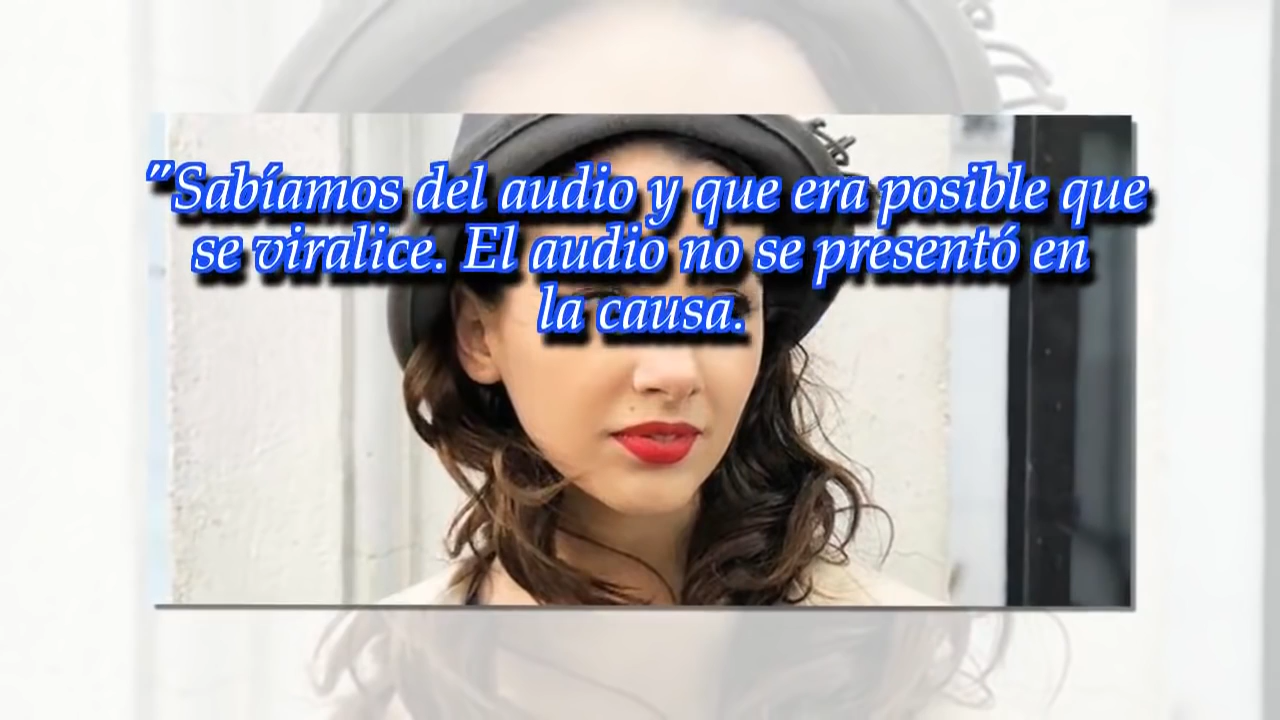 "Sabíamos del audio y que era posible que
se viralice. El audio no se presentó en
la causa.